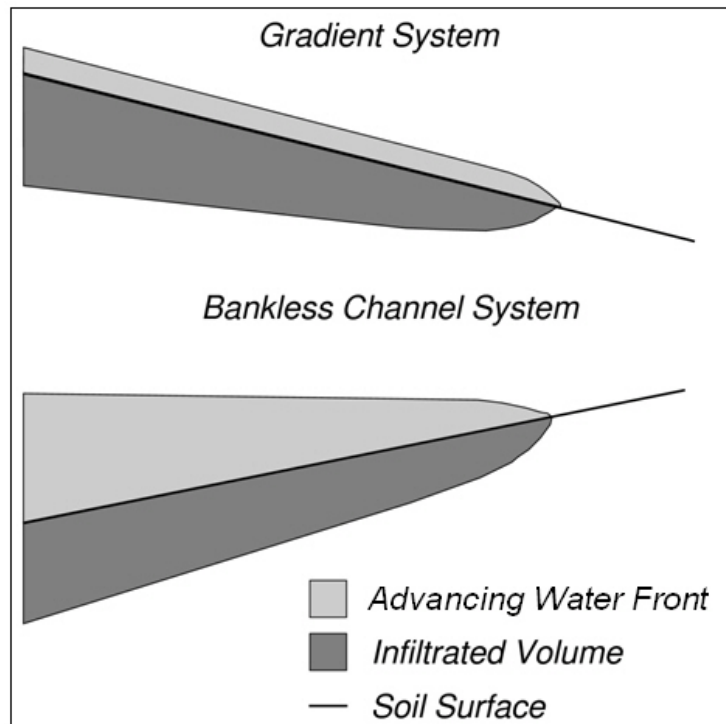 Gradient System
Bankless Channel System
Advancing Water Front
Infiltrated Volume
Soil Surface